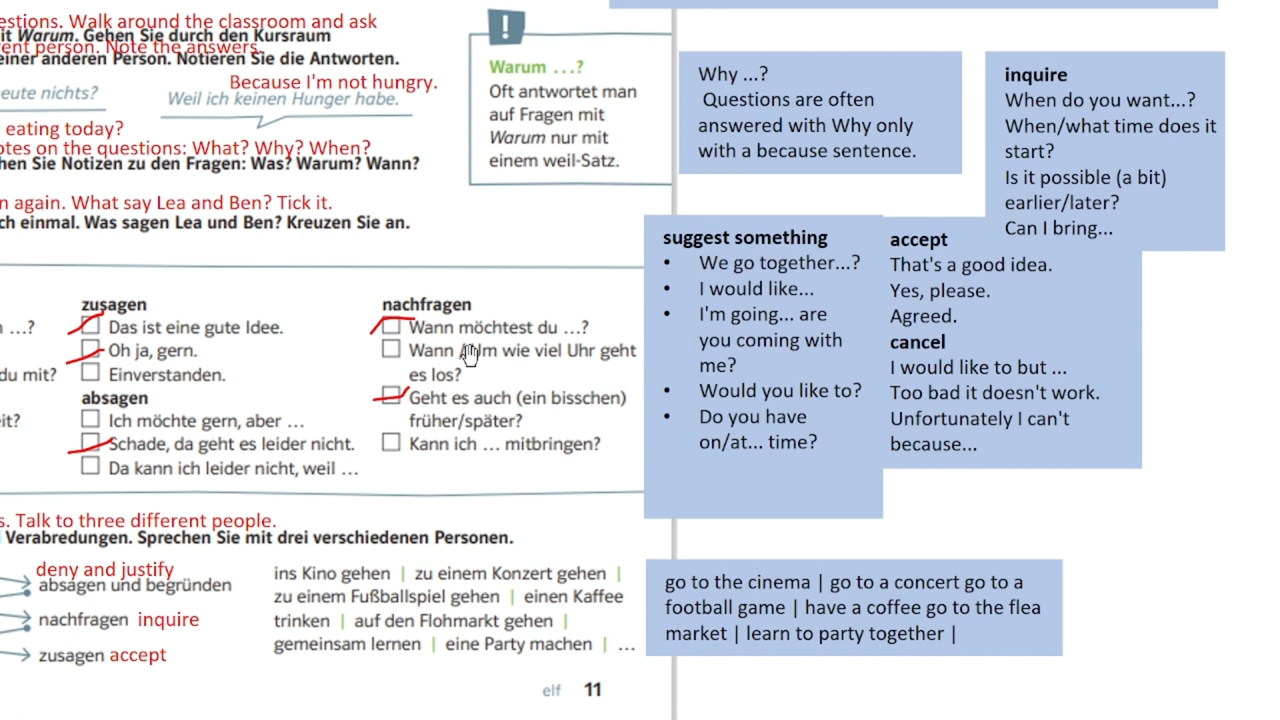 estions. Walk around the classroom and ask
it Warum. Gehen Sie durch den Kursraum
rent person. Note the answers.
einer anderen Person. Notieren Sie die Antworten.
Because I'm not hungry.
eute nichts?
Weil ich keinen Hunger habe.
eating today?
otes on the questions: What? Why? When?
hen Sie Notizen zu den Fragen: Was? Warum? Wann?
n again. What say Lea and Ben? Tick it.
ch einmal. Was sagen Lea und Ben? Kreuzen Sie an.
!
Warum ...?
Oft antwortet man
auf Fragen mit
Warum nur mit
einem weil-Satz.
Why ...?
Questions are often
answered with Why only
with a because sentence.
inquire
When do you want...?
When/what time does it
start?
Is it possible (a bit)
earlier/later?
Can I bring...
n ...?
du mit?
eit?
zusagen
Das ist eine gute Idee.
Oh ja, gern.
Einverstanden.
absagen
Ich möchte gern, aber ...
Schade, da geht es leider nicht.
Da kann ich leider nicht, weil ...
nachfragen
Wann möchtest du ...?
Wann / Um wie viel Uhr geht
es los?
Geht es auch (ein bisschen)
früher/später?
Kann ich ... mitbringen?
suggest something
• We go together...?
• I would like...
• I'm going... are
you coming with
me?
• Would you like to?
• Do you have
on/at... time?
accept
That's a good idea.
Yes, please.
Agreed.
cancel
I would like to but ...
Too bad it doesn't work.
Unfortunately I can't
because...
s. Talk to three different people.
Verabredungen. Sprechen Sie mit drei verschiedenen Personen.
deny and justify
absagen und begründen
nachfragen inquire
zusagen accept
ins Kino gehen | zu einem Konzert gehen |
zu einem Fußballspiel gehen | einen Kaffee
trinken | auf den Flohmarkt gehen |
gemeinsam lernen | eine Party machen | ...
go to the cinema | go to a concert go to a
football game | have a coffee go to the flea
market | learn to party together |
elf 11